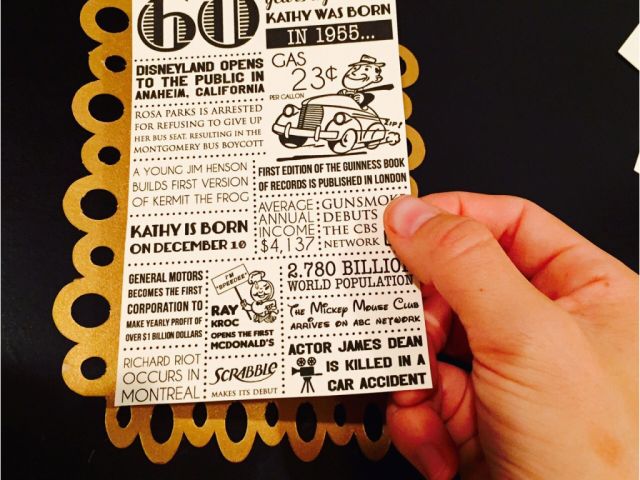 60
KATHY WAS BORN
IN 1955...
DISNEYLAND OPENS
TO THE PUBLIC IN
ANAHEIM, CALIFORNIA
GAS
23¢
PER GALLON
ZIP!
ROSA PARKS IS ARRESTED
FOR REFUSING TO GIVE UP
HER BUS SEAT, RESULTING IN THE
MONTGOMERY BUS BOYCOTT
A YOUNG JIM HENSON
BUILDS FIRST VERSION
OF KERMIT THE FROG
FIRST EDITION OF THE GUINNESS BOOK
OF RECORDS IS PUBLISHED IN LONDON
KATHY IS BORN
ON DECEMBER 10
AVERAGE
ANNUAL
INCOME
$4,137
GUNSMOK
DEBUTS
THE CBS
NETWORK
GENERAL MOTORS
BECOMES THE FIRST
CORPORATION TO
MAKE YEARLY PROFIT OF
OVER $1 BILLION DOLLARS
I'M
"SPEEDEE"
RAY
KROC
OPENS THE FIRST
MCDONALD'S
2.780 BILLIO
WORLD POPULATION
THE MICKEY MOUSE CLUB
ARRIVES ON ABC NETWORK
RICHARD RIOT
OCCURS IN
MONTREAL
SCRABBLE
MAKES ITS DEBUT
ACTOR JAMES DEAN
IS KILLED IN A
CAR ACCIDENT